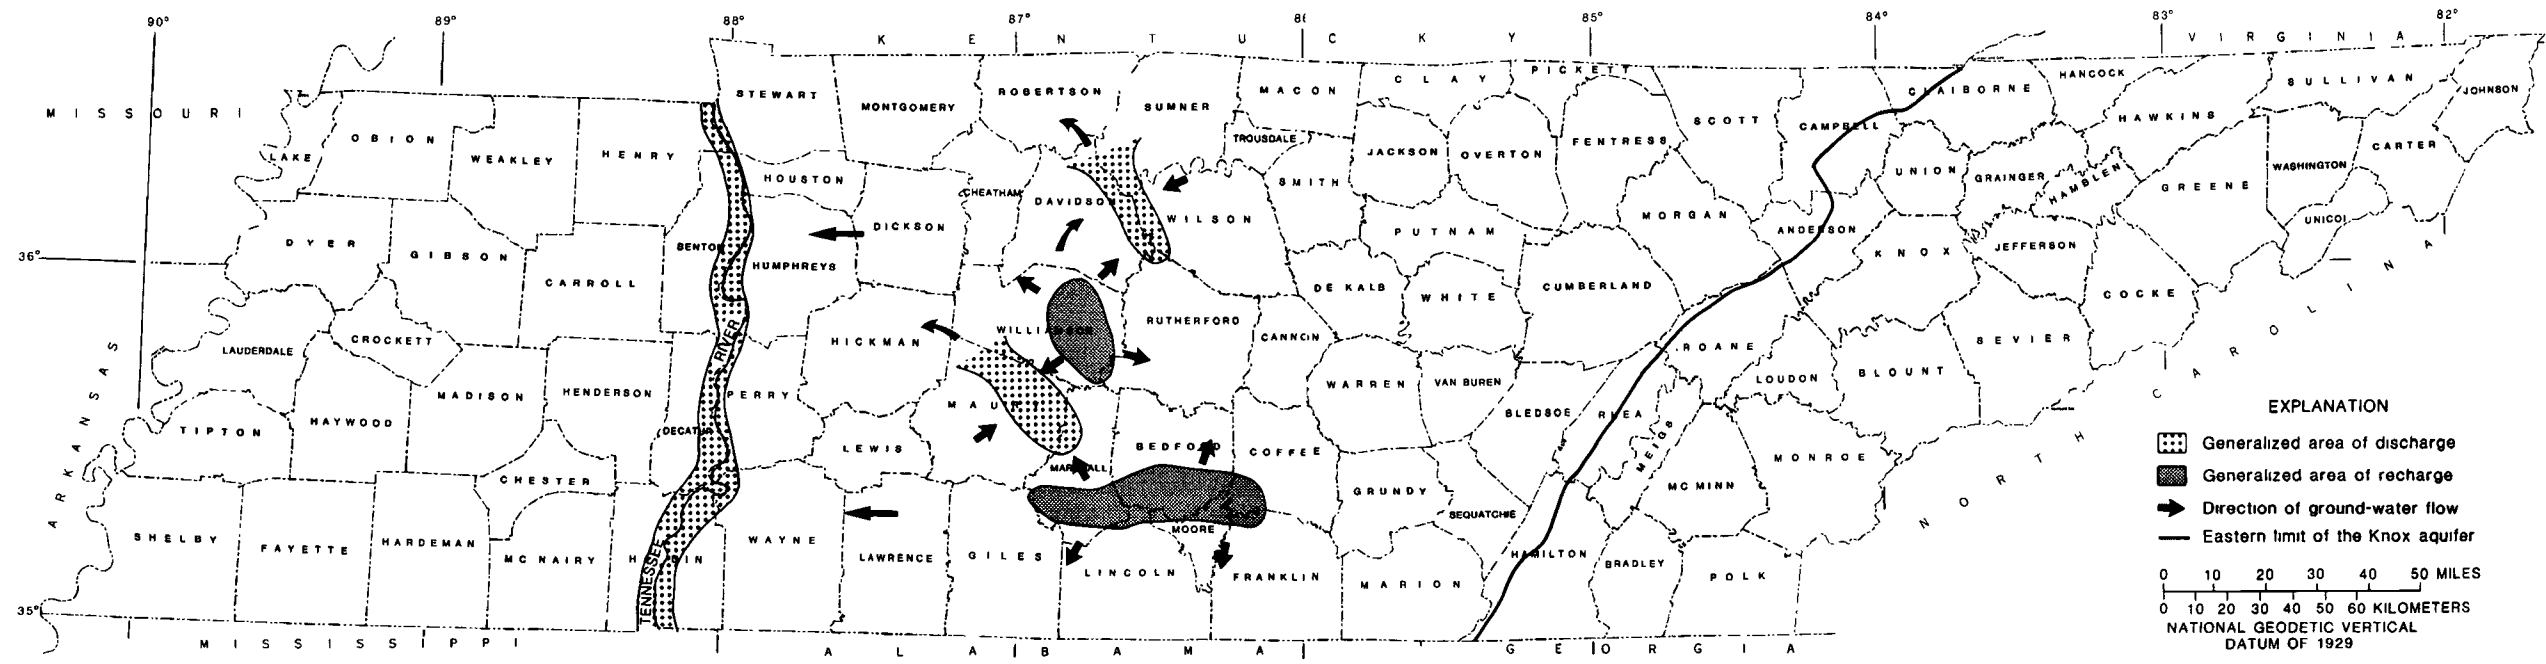 90° 89° 88° 87° 86 85° 84° 83° 82°
K E N T U C K Y
V I R G I N I A
M I S S O U R I
STEWART
MONTGOMERY
ROBERTSON
SUMNER
MACON
CLAY
PICKETT
SCOTT
CAMPBELL
CLAIBORNE
HANCOCK
HAWKINS
SULLIVAN
JOHNSON
LAKE
OBION
WEAKLEY
HENRY
HOUSTON
CHEATHAM
DAVIDSON
TROUSDALE
WILSON
SMITH
JACKSON
OVERTON
FENTRESS
MORGAN
ANDERSON
UNION
GRAINGER
HAMBLEN
GREENE
WASHINGTON
CARTER
UNICOI
36°
DYER
GIBSON
CARROLL
BENTON
HUMPHREYS
DICKSON
PUTNAM
DE KALB
WHITE
CUMBERLAND
KNOX
JEFFERSON
COCKE
LAUDERDALE
CROCKETT
RIVER
HICKMAN
WILLIAMSON
RUTHERFORD
CANNON
ROANE
SEVIER
TIPTON
HAYWOOD
MADISON
HENDERSON
DECATUR
PERRY
LEWIS
MAURY
MARSHALL
BEDFORD
COFFEE
WARREN
VAN BUREN
BLEDSOE
RHEA
MEIGS
LOUDON
BLOUNT
MONROE
SHELBY
FAYETTE
HARDEMAN
CHESTER
MC NAIRY
HARDIN
WAYNE
LAWRENCE
GILES
LINCOLN
MOORE
FRANKLIN
GRUNDY
SEQUATCHIE
MARION
HAMILTON
BRADLEY
MC MINN
POLK
TENNESSEE
35°
A R K A N S A S
N O R T H C A R O L I N A
M I S S I S S I P P I
A L A B A M A
G E O R G I A
EXPLANATION
Generalized area of discharge
Generalized area of recharge
Direction of ground-water flow
Eastern limit of the Knox aquifer
0 10 20 30 40 50 MILES
0 10 20 30 40 50 60 KILOMETERS
NATIONAL GEODETIC VERTICAL
DATUM OF 1929